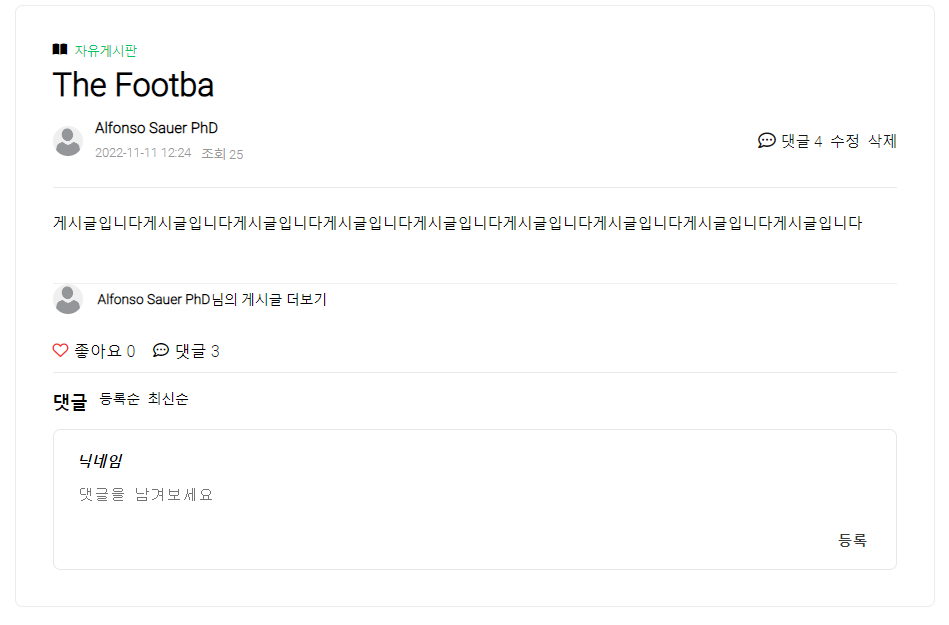 자유게시판
The Footba
Alfonso Sauer PhD
2022-11-11 12:24 조회 25
댓글 4 수정 삭제
게시글입니다게시글입니다게시글입니다게시글입니다게시글입니다게시글입니다게시글입니다게시글입니다게시글입니다
Alfonso Sauer PhD님의 게시글 더보기
좋아요 0 댓글 3
댓글 등록순 최신순
닉네임
댓글을 남겨보세요
등록